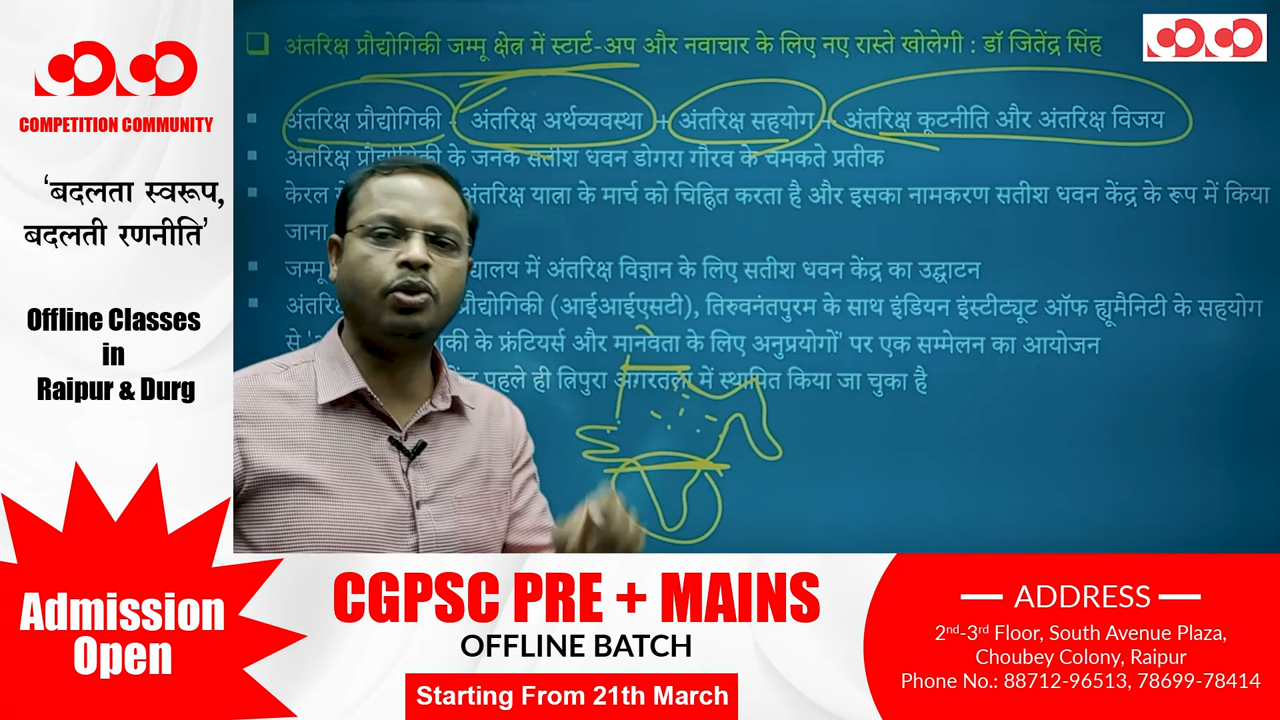 COMPETITION COMMUNITY
‘बदलता स्वरूप,
बदलती रणनीति’
Offline Classes
in
Raipur & Durg
Admission
Open
अंतरिक्ष प्रौद्योगिकी जम्मू क्षेत्र में स्टार्ट-अप और नवाचार के लिए नए रास्ते खोलेगी : डॉ जितेंद्र सिंह
अंतरिक्ष प्रौद्योगिकी + अंतरिक्ष अर्थव्यवस्था + अंतरिक्ष सहयोग + अंतरिक्ष कूटनीति और अंतरिक्ष विजय
अंतरिक्ष प्रौद्योगिकी के जनक सतीश धवन डोगरा गौरव के चमकते प्रतीक
केरल अंतरिक्ष यात्रा के मार्च को चिह्नित करता है और इसका नामकरण सतीश धवन केंद्र के रूप में किया
जाना
जम्मू में अंतरिक्ष विज्ञान के लिए सतीश धवन केंद्र का उद्घाटन
प्रौद्योगिकी (आईआईएसटी), तिरुवनंतपुरम के साथ इंडियन इंस्टीट्यूट ऑफ ह्यूमैनिटी के सहयोग
से के फ्रंटियर्स और मानवता के लिए अनुप्रयोगों' पर एक सम्मेलन का आयोजन
पहले ही त्रिपुरा अगरतला में स्थापित किया जा चुका है
CGPSC PRE + MAINS
OFFLINE BATCH
Starting From 21th March
ADDRESS
2nd-3rd Floor, South Avenue Plaza,
Choubey Colony, Raipur
Phone No.: 88712-96513, 78699-78414